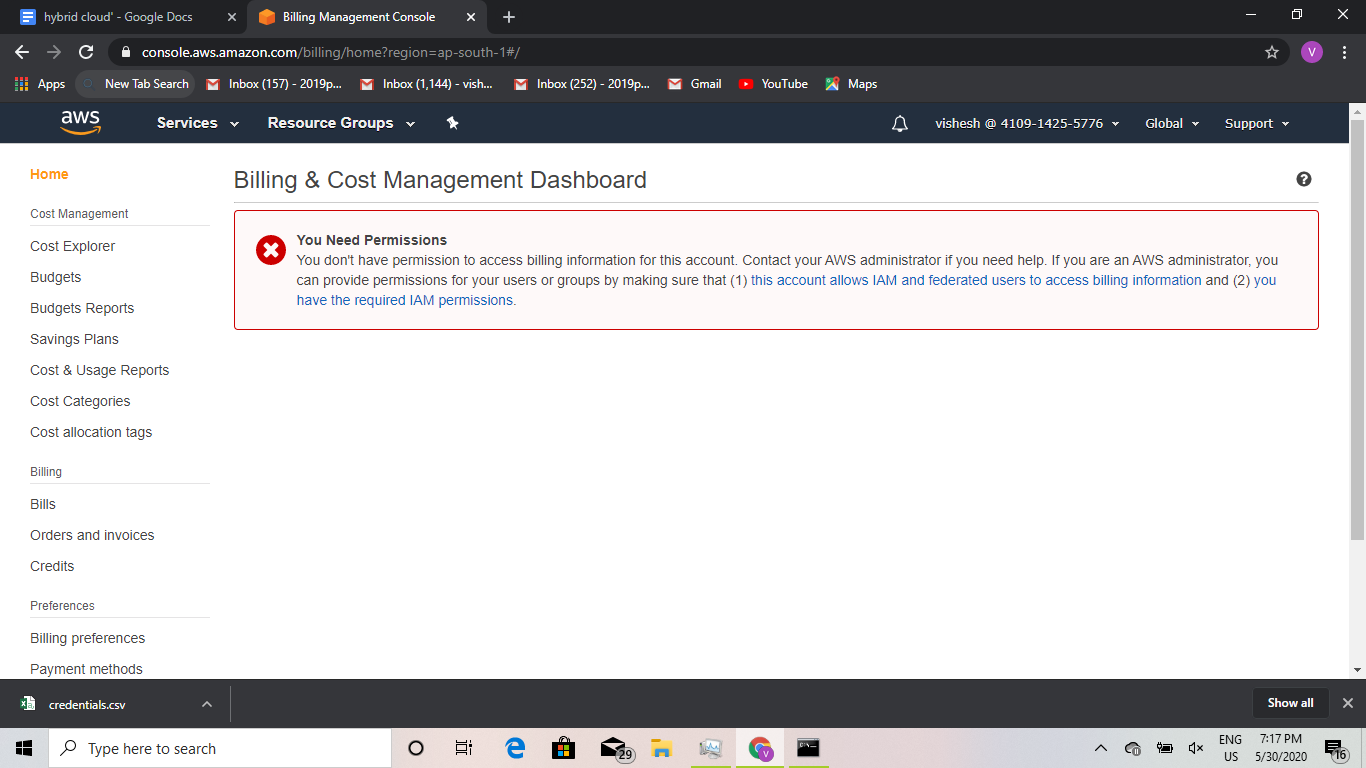 hybrid cloud' - Google Docs
Billing Management Console
console.aws.amazon.com/billing/home?region=ap-south-1#/
V
Apps
New Tab Search
Inbox (157) - 2019p...
Inbox (1,144) - vish...
Inbox (252) - 2019p...
Gmail
YouTube
Maps
aws
Services
Resource Groups
vishesh @ 4109-1425-5776
Global
Support
Home
Cost Management
Cost Explorer
Budgets
Budgets Reports
Savings Plans
Cost & Usage Reports
Cost Categories
Cost allocation tags
Billing
Bills
Orders and invoices
Credits
Preferences
Billing preferences
Payment methods
Billing & Cost Management Dashboard
You Need Permissions
You don't have permission to access billing information for this account. Contact your AWS administrator if you need help. If you are an AWS administrator, you
can provide permissions for your users or groups by making sure that (1) this account allows IAM and federated users to access billing information and (2) you
have the required IAM permissions.
credentials.csv
Show all
Type here to search
29
V
ENG
US
7:17 PM
5/30/2020
16